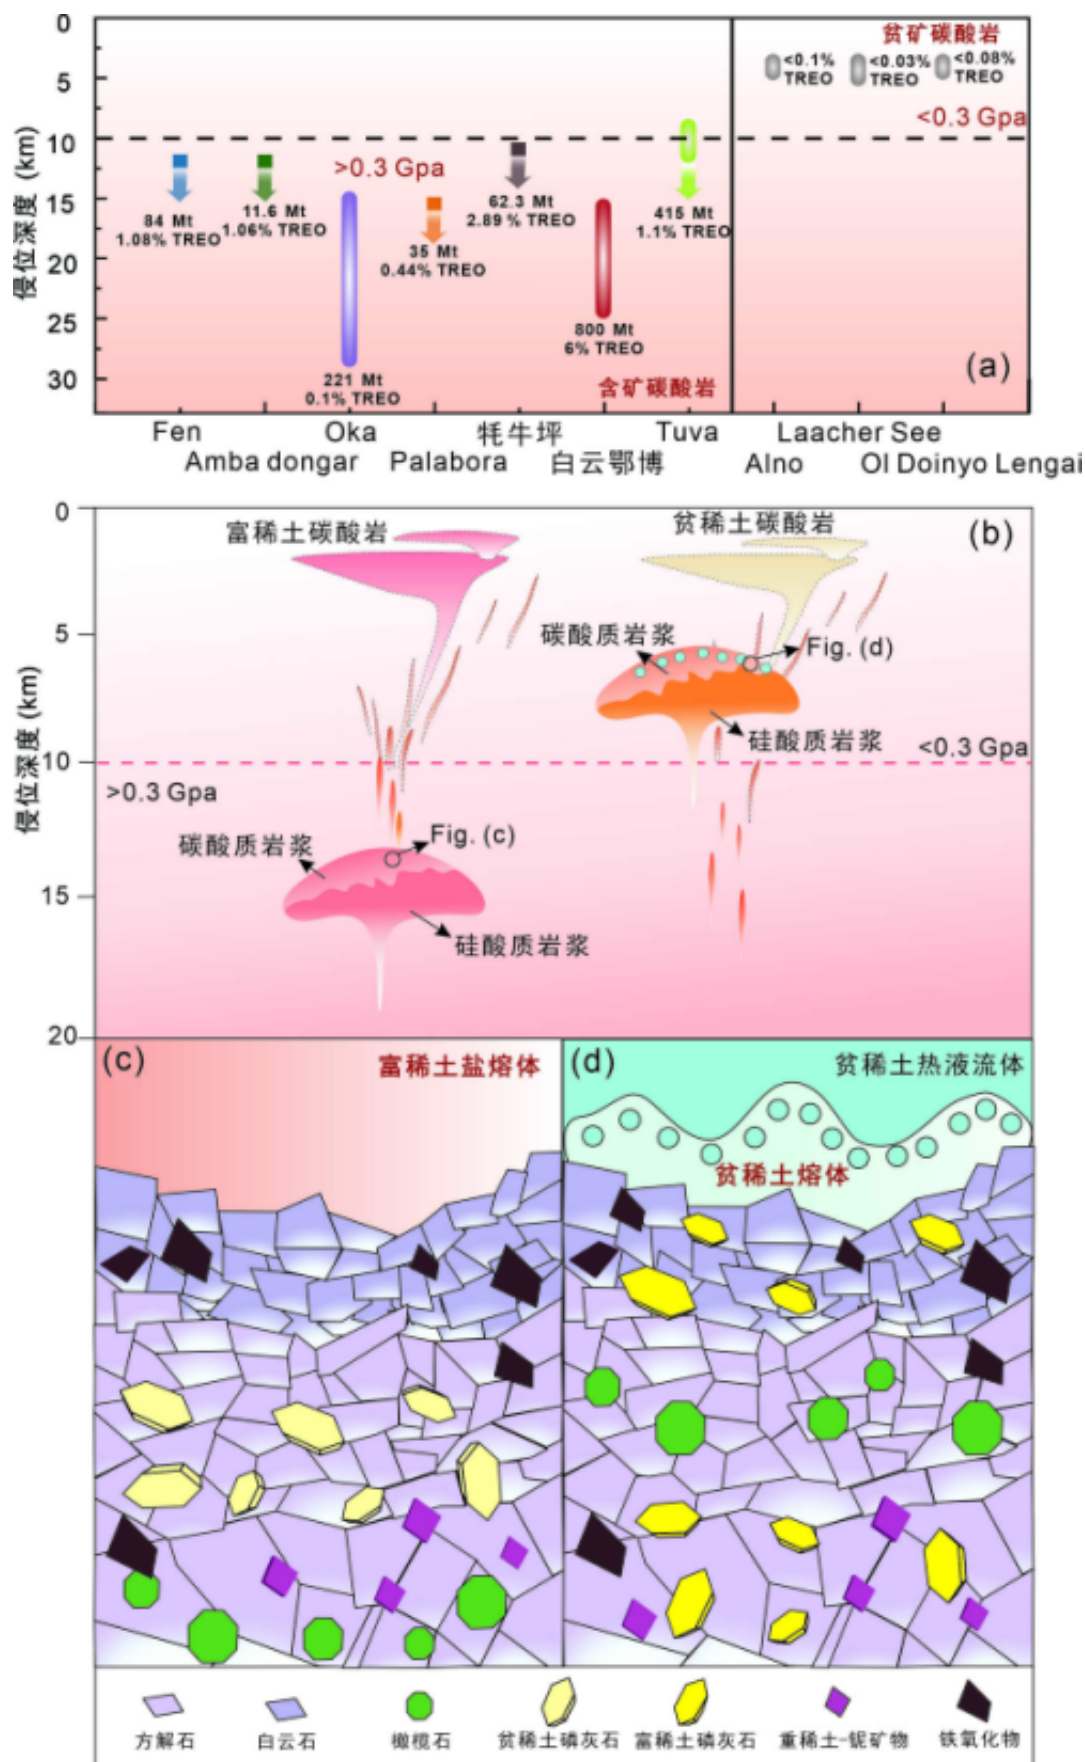 0
5
10
15
20
25
30
侵位深度 (km)
贫矿碳酸岩
<0.1%
TREO
<0.03%
TREO
<0.08%
TREO
<0.3 Gpa
>0.3 Gpa
84 Mt
1.08% TREO
11.6 Mt
1.06% TREO
221 Mt
0.1% TREO
35 Mt
0.44% TREO
62.3 Mt
2.89 % TREO
800 Mt
6% TREO
415 Mt
1.1% TREO
含矿碳酸岩
(a)
Fen
Amba dongar
Oka
Palabora
牦牛坪
白云鄂博
Tuva
Alno
Laacher See
Ol Doinyo Lengai
0
5
10
15
20
侵位深度 (km)
(b)
富稀土碳酸岩
贫稀土碳酸岩
碳酸质岩浆
Fig. (d)
硅酸质岩浆
<0.3 Gpa
>0.3 Gpa
碳酸质岩浆
Fig. (c)
硅酸质岩浆
(c)
富稀土盐熔体
(d)
贫稀土热液流体
贫稀土熔体
方解石
白云石
橄榄石
贫稀土磷灰石
富稀土磷灰石
重稀土-铌矿物
铁氧化物